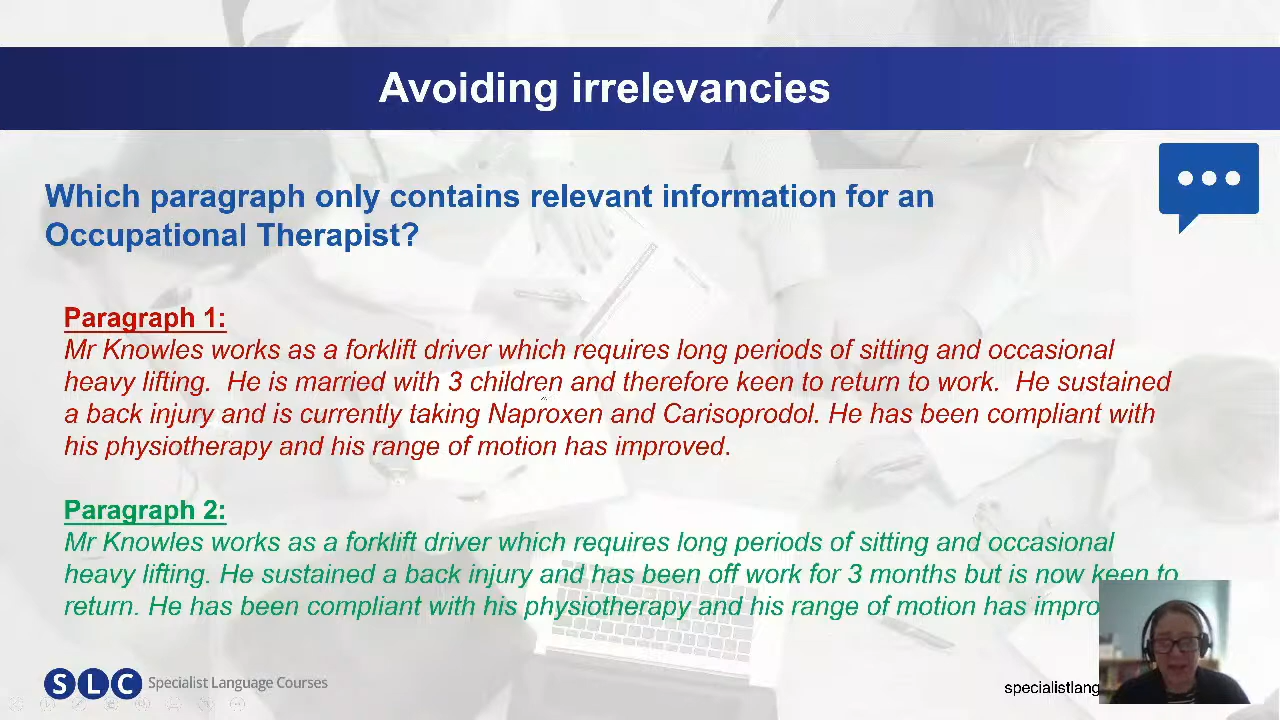 Avoiding irrelevancies
Which paragraph only contains relevant information for an
Occupational Therapist?
Paragraph 1:
Mr Knowles works as a forklift driver which requires long periods of sitting and occasional
heavy lifting.  He is married with 3 children and therefore keen to return to work.  He sustained
a back injury and is currently taking Naproxen and Carisoprodol. He has been compliant with
his physiotherapy and his range of motion has improved.
Paragraph 2:
Mr Knowles works as a forklift driver which requires long periods of sitting and occasional
heavy lifting. He sustained a back injury and has been off work for 3 months but is now keen to
return. He has been compliant with his physiotherapy and his range of motion has
SLC Specialist Language Courses